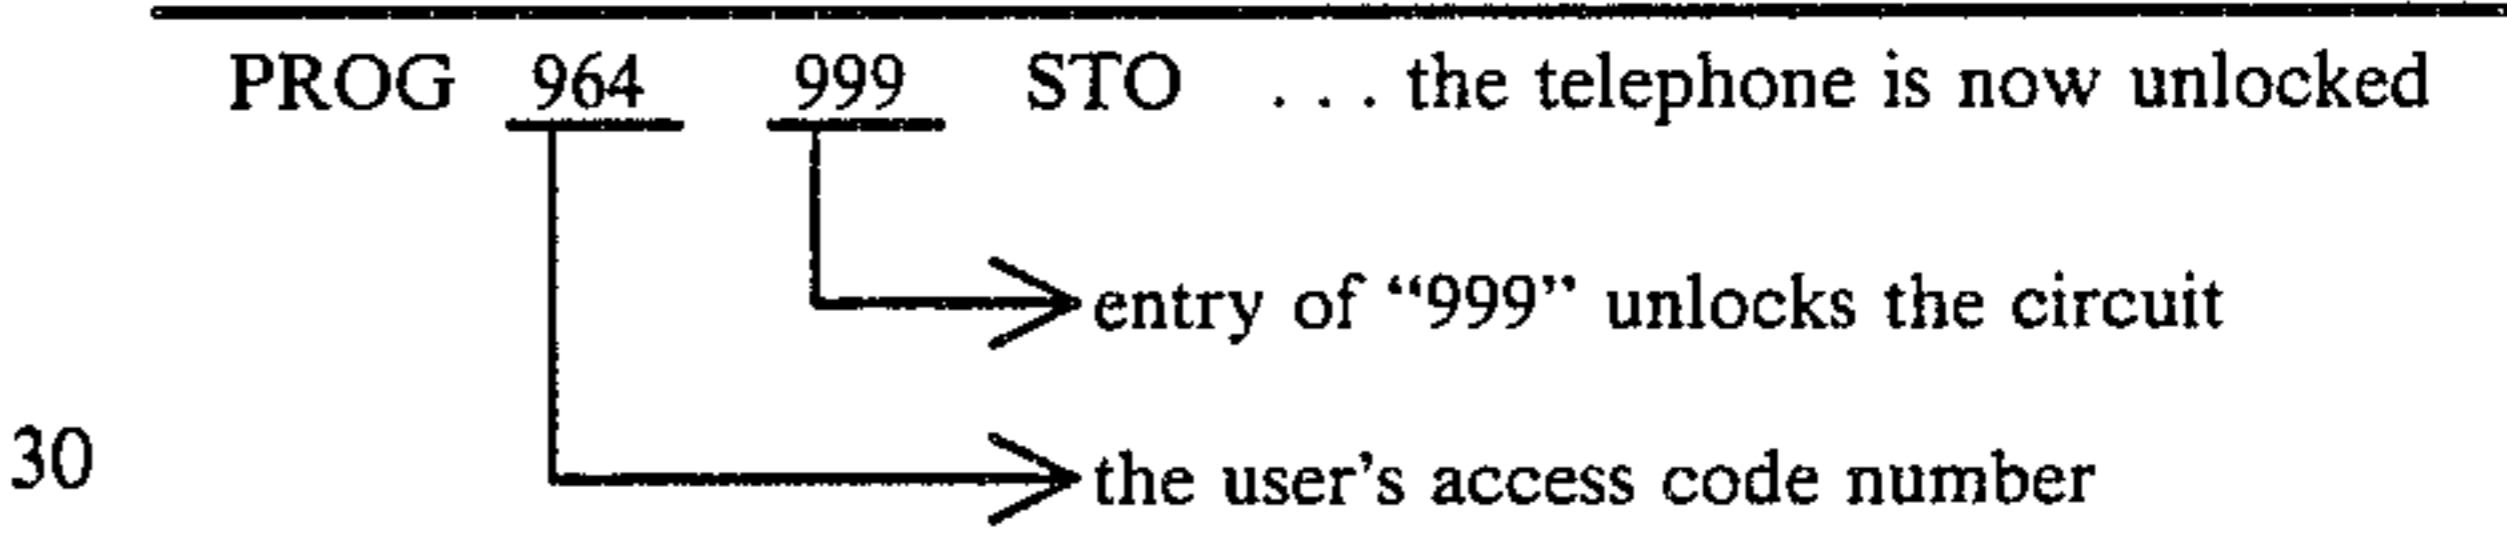 PROG 964 999 STO ... the telephone is now unlocked
entry of “999” unlocks the circuit
30 the user's access code number